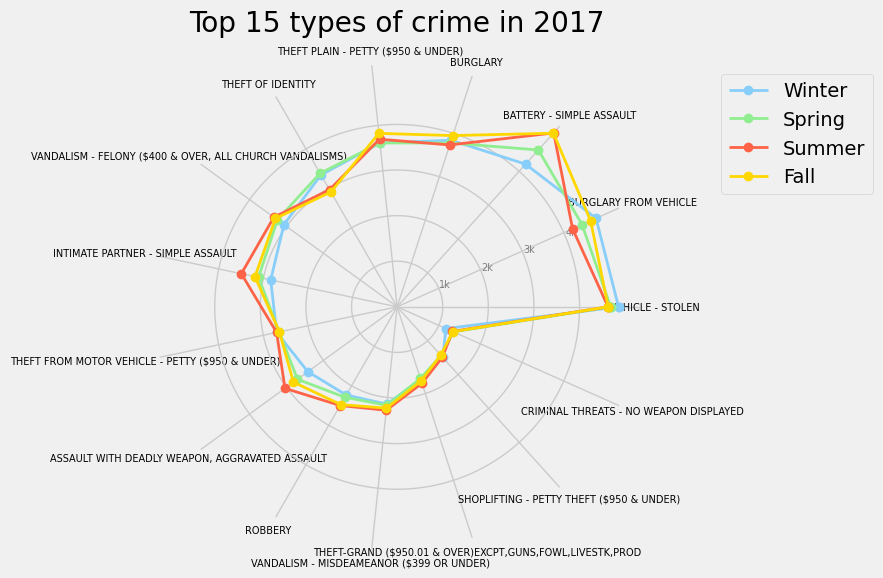 Top 15 types of crime in 2017
THEFT PLAIN - PETTY ($950 & UNDER)
BURGLARY
THEFT OF IDENTITY
BATTERY - SIMPLE ASSAULT
VANDALISM - FELONY ($400 & OVER, ALL CHURCH VANDALISMS)
BURGLARY FROM VEHICLE
INTIMATE PARTNER - SIMPLE ASSAULT
VEHICLE - STOLEN
THEFT FROM MOTOR VEHICLE - PETTY ($950 & UNDER)
CRIMINAL THREATS - NO WEAPON DISPLAYED
ASSAULT WITH DEADLY WEAPON, AGGRAVATED ASSAULT
SHOPLIFTING - PETTY THEFT ($950 & UNDER)
ROBBERY
THEFT-GRAND ($950.01 & OVER)EXCPT,GUNS,FOWL,LIVESTK,PROD
VANDALISM - MISDEAMEANOR ($399 OR UNDER)
1k
2k
3k
4k
Winter
Spring
Summer
Fall